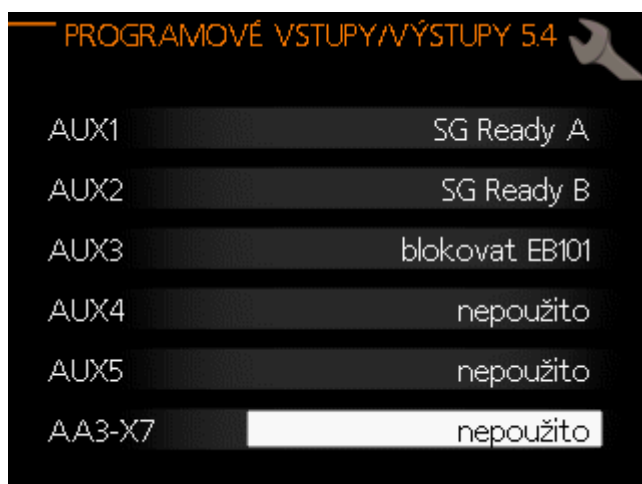 PROGRAMOVÉ VSTUPY/VÝSTUPY 5.4
AUX1 SG Ready A
AUX2 SG Ready B
AUX3 blokovat EB101
AUX4 nepoužito
AUX5 nepoužito
AA3-X7 nepoužito